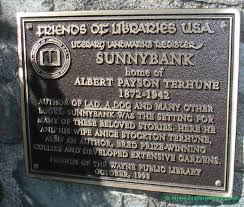 FRIENDS OF LIBRARIES U.S.A.
LITERARY LANDMARKS REGISTER
SUNNYBANK
home of
ALBERT PAYSON TERHUNE
1872-1942
AUTHOR OF LAD, A DOG AND MANY OTHER
BOOKS. SUNNYBANK WAS THE SETTING FOR
MANY OF THESE BELOVED STORIES. HERE HE
AND HIS WIFE ANICE STOCKTON TERHUNE,
ALSO AN AUTHOR, BRED PRIZE-WINNING
COLLIES AND DEVELOPED EXTENSIVE GARDENS.
FRIENDS OF THE WAYNE PUBLIC LIBRARY
OCTOBER, 1993